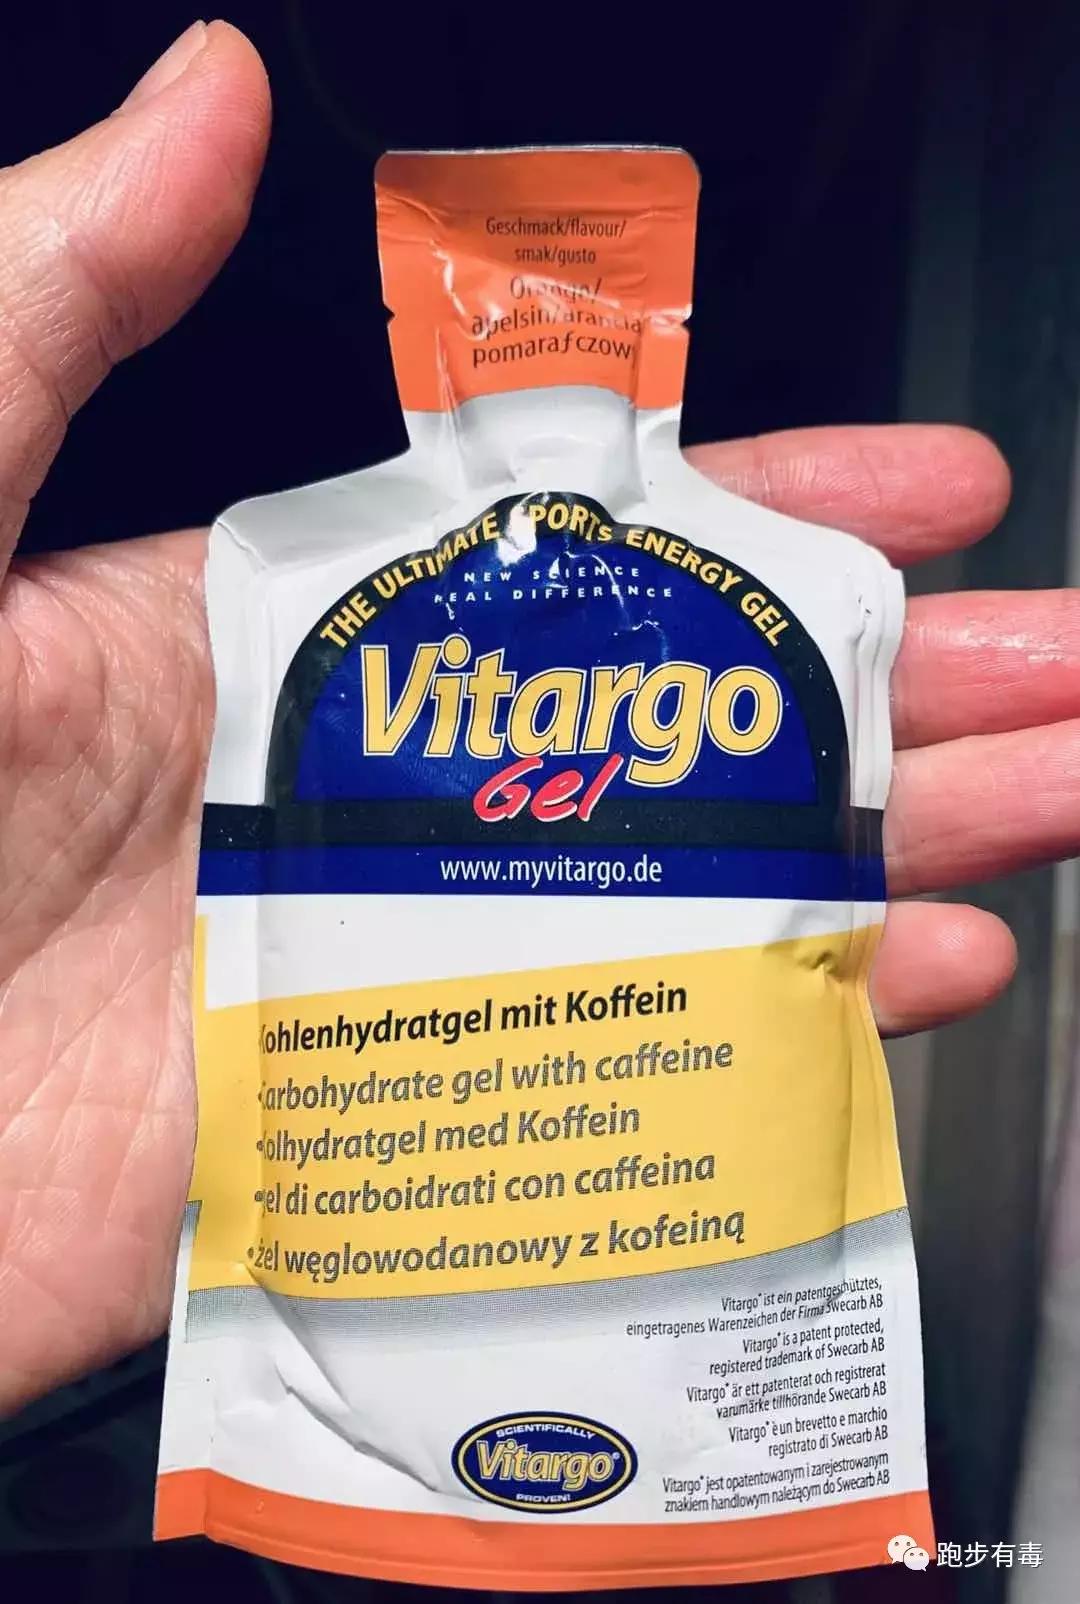 Geschmack/flavour/
smak/gusto
Orange/
apelsin/arancia
pomarafczow
THE ULTIMATE SPORTs ENERGY GEL
NEW SCIENCE
REAL DIFFERENCE
Vitargo
Gel
www.myvitargo.de
ohlenhydratgel mit Koffein
arbohydrate gel with caffeine
olhydratgel med Koffein
gel di carboidrati con caffeina
•żel węglowodanowy z kofeiną
Vitargo® ist ein patentgeschütztes,
eingetragenes Warenzeichen der Firma Swecarb AB
Vitargo® is a patent protected,
registered trademark of Swecarb AB
Vitargo® är ett patenterat och registrerat
varumärke tillhörande Swecarb AB
Vitargo® è un brevetto e marchio
registrato di Swecarb AB
Vitargo® jest opatentowanym i zarejestrowanym
znakiem handlowym należącym do Swecarb AB
SCIENTIFICALLY
Vitargo®
PROVEN!
跑步有毒